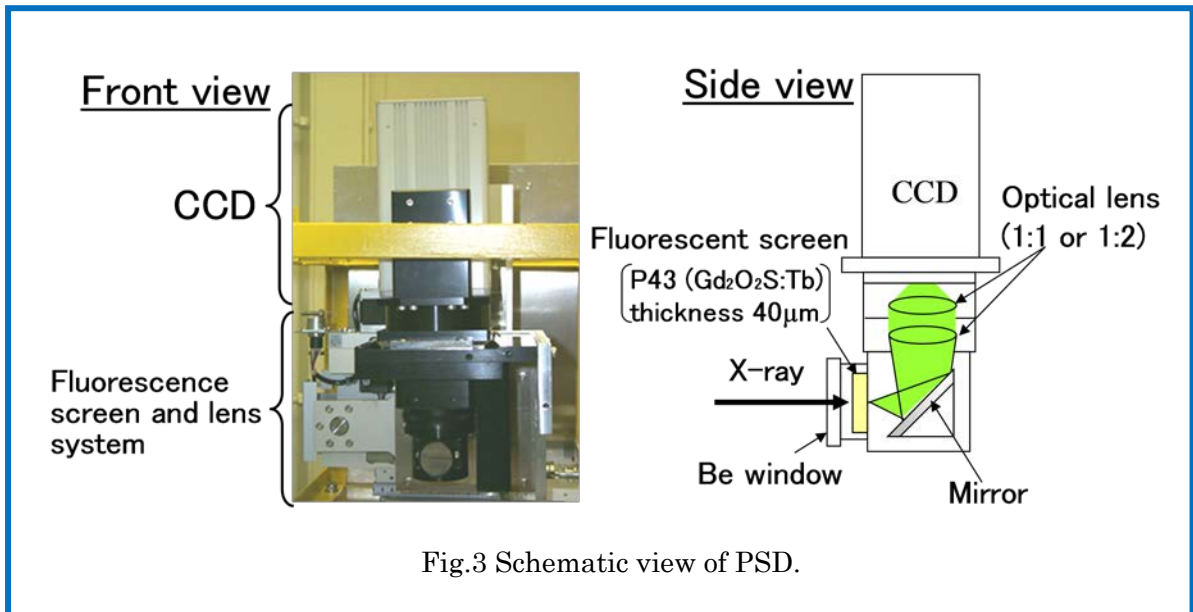 Front view
CCD
Fluorescence
screen and lens
system
Side view
CCD
Optical lens
(1:1 or 1:2)
Fluorescent screen
P43 (Gd₂O₂S:Tb)
thickness 40μm
X-ray
Be window
Mirror
Fig.3 Schematic view of PSD.